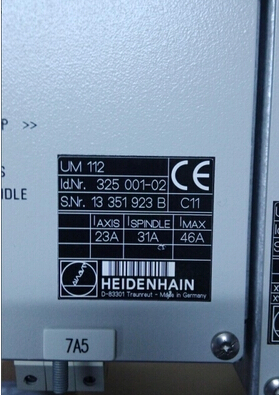 P >>
S
NDLE
UM 112
Id.Nr. 325 001-02
S.Nr. 13 351 923 B C11
IAXIS ISPINDLE IMAX
23A 31A 46A
CE
HEIDENHAIN
D-83301 Traunreut - Made in Germany
7A5